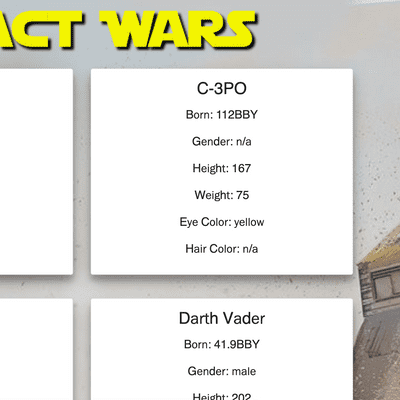 ACT WARS
C-3PO
Born: 112BBY
Gender: n/a
Height: 167
Weight: 75
Eye Color: yellow
Hair Color: n/a
Darth Vader
Born: 41.9BBY
Gender: male
Height: 202